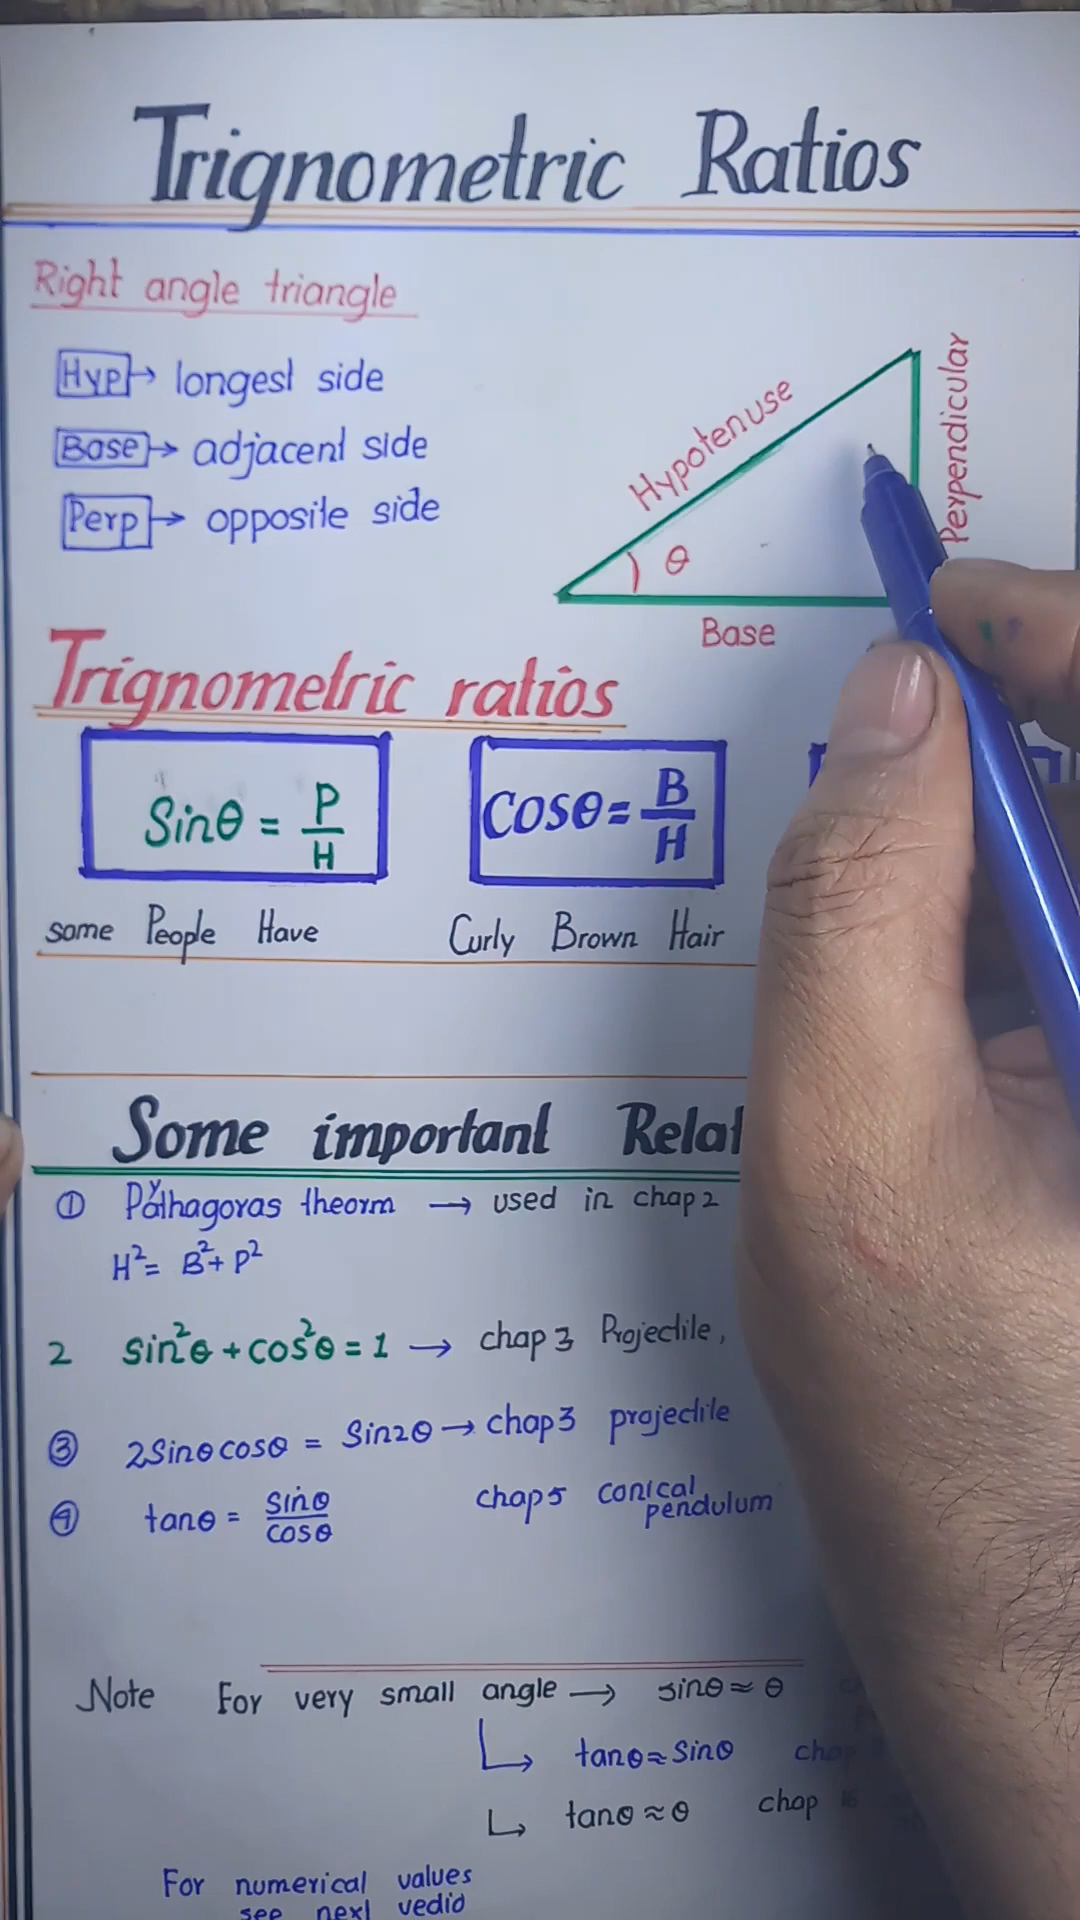 Trignometric Ratios
Right angle triangle
Hyp → longest side
Base → adjacent side
Perp → opposite side
Hypotenuse
Perpendicular
θ
Base
Trignometric ratios
Sinθ = P/H
COSθ = B/H
some People Have
Curly Brown Hair
Some important
① Pythagoras theorm → used in chap 2
H² = B² + P²
2 sin²θ + cos²θ = 1 → chap 3 Projectile,
③ 2Sinθ cosθ = Sin2θ → chap 3 projectile
④ tanθ = sinθ/cosθ chap 5 conical pendulum
Note For very small angle → sinθ ≈ θ
↳ tanθ ≈ Sinθ
↳ tanθ ≈ θ chap
For numerical values
see next vedio